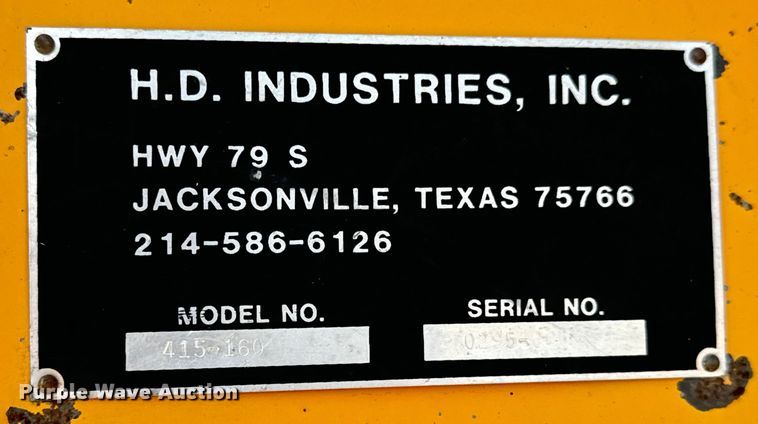 H.D. INDUSTRIES, INC.
HWY 79 S
JACKSONVILLE, TEXAS 75766
214-586-6126
MODEL NO. SERIAL NO.
415-160
Purple Wave Auction